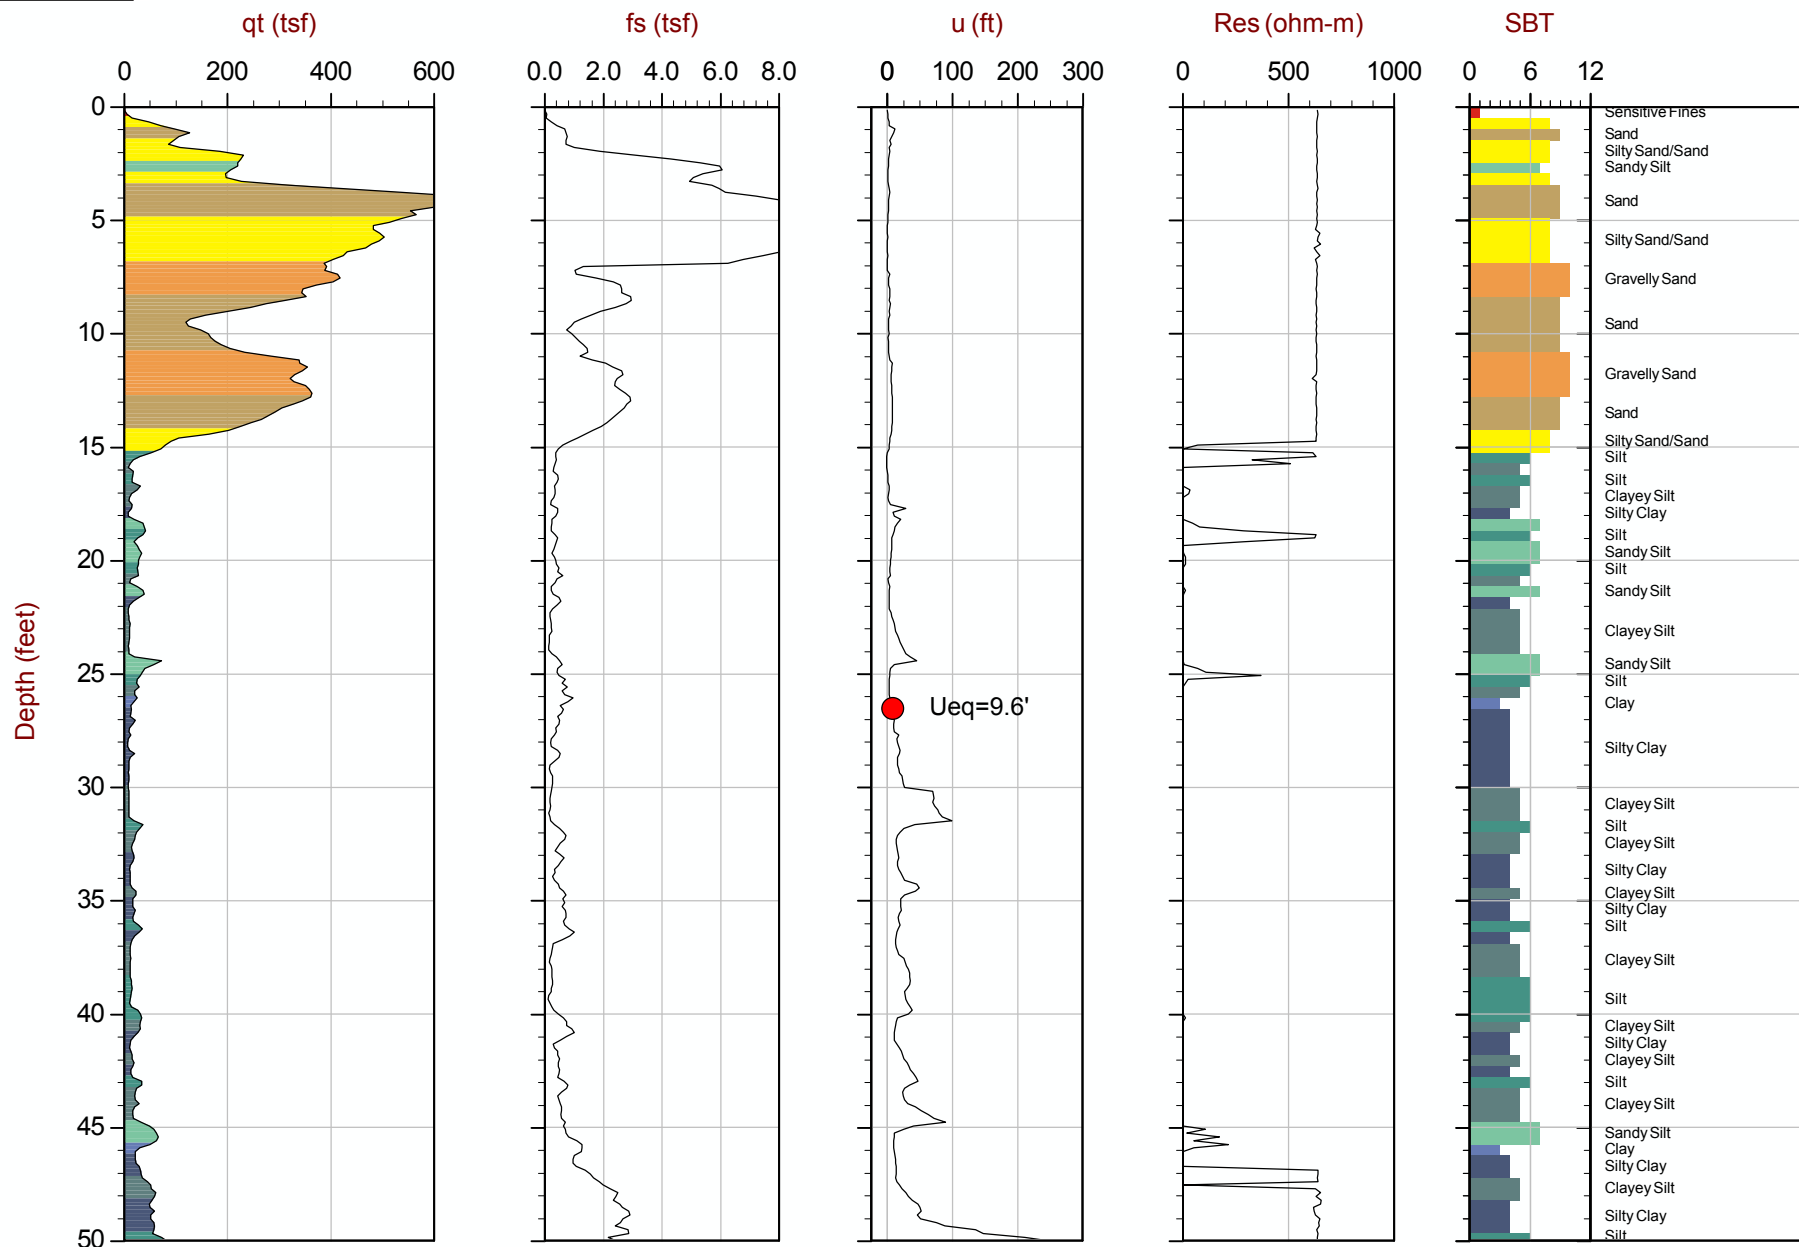 qt (tsf) fs (tsf) u (ft) Res (ohm-m) SBT
0 200 400 600 0.0 2.0 4.0 6.0 8.0 0 100 200 300 0 500 1000 0 6 12
0
Sensitive Fines
Sand
Silty Sand/Sand
Sandy Silt
Sand
5
Silty Sand/Sand
Gravelly Sand
Sand
10
Gravelly Sand
Sand
Silty Sand/Sand
15
Silt
Silt
Clayey Silt
Silty Clay
Silt
Sandy Silt
20
Silt
Sandy Silt
Clayey Silt
Sandy Silt
25
Silt
Clay
Ueq=9.6'
Depth (feet)
Silty Clay
30
Clayey Silt
Silt
Clayey Silt
Silty Clay
Clayey Silt
35
Silty Clay
Silt
Clayey Silt
Silt
40
Clayey Silt
Silty Clay
Clayey Silt
Silt
Clayey Silt
45
Sandy Silt
Clay
Silty Clay
Clayey Silt
Silty Clay
Silt
50